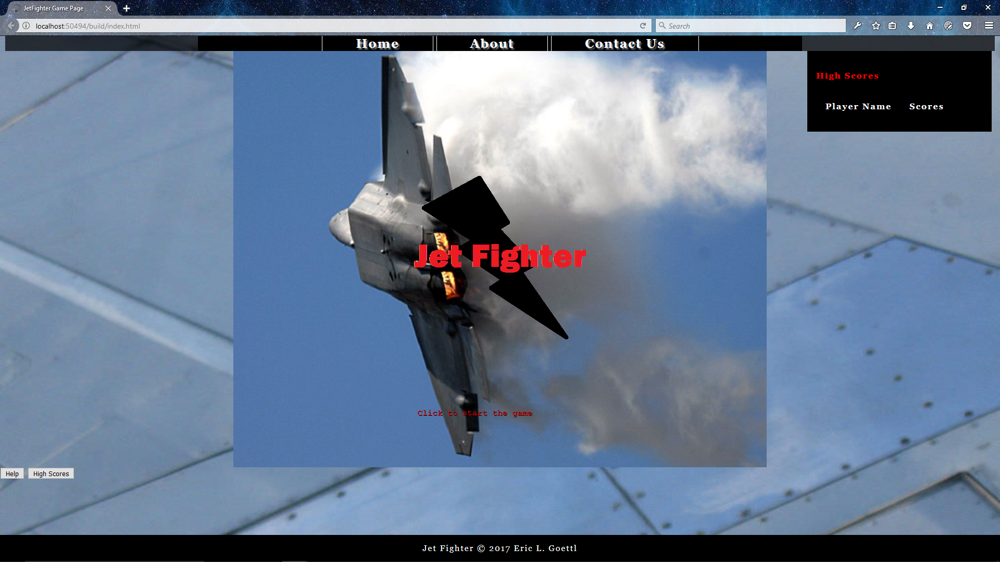 JetFighter Game Page
localhost:50494/build/index.html
Search
Home About Contact Us
High Scores
Player Name Scores
Jet Fighter
Click to start the game
Help High Scores
Jet Fighter © 2017 Eric L. Goettl